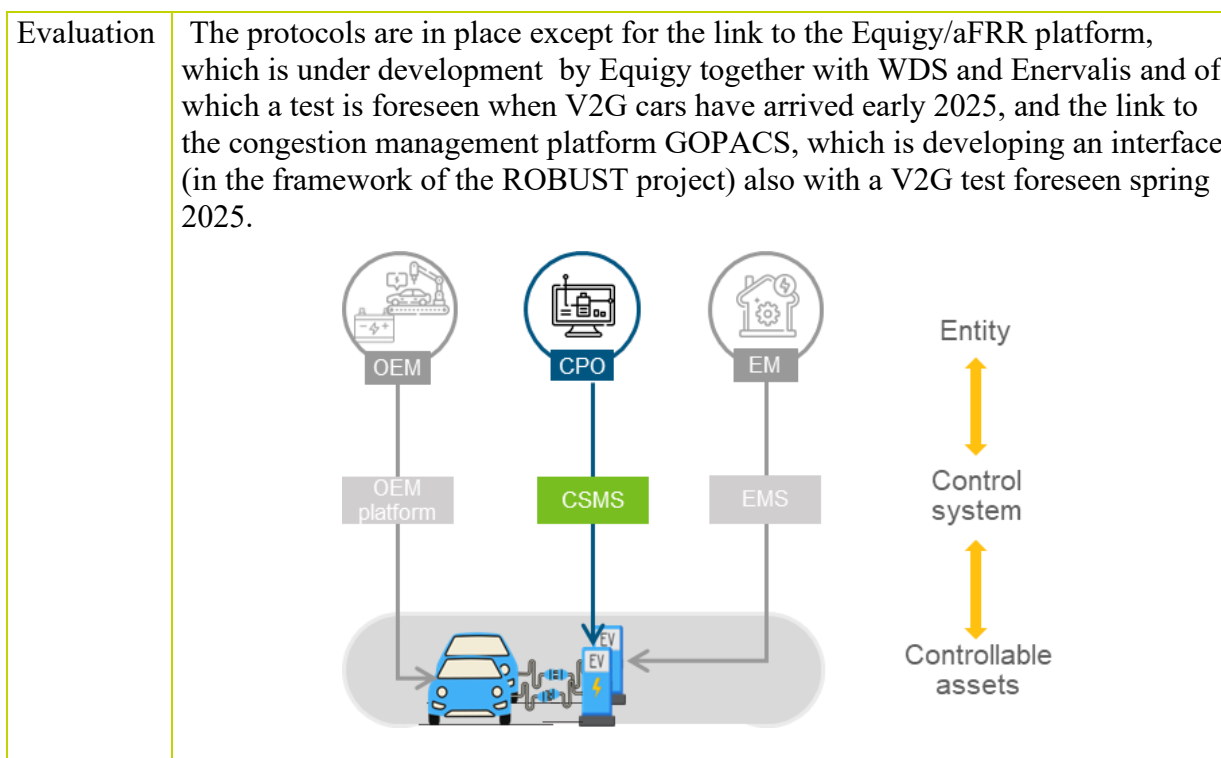 Evaluation
The protocols are in place except for the link to the Equigy/aFRR platform,
which is under development  by Equigy together with WDS and Enervalis and of
which a test is foreseen when V2G cars have arrived early 2025, and the link to
the congestion management platform GOPACS, which is developing an interface
(in the framework of the ROBUST project) also with a V2G test foreseen spring
2025.
OEM
CPO
EM
Entity
OEM
platform
CSMS
EMS
Control
system
EV
EV
Controllable
assets